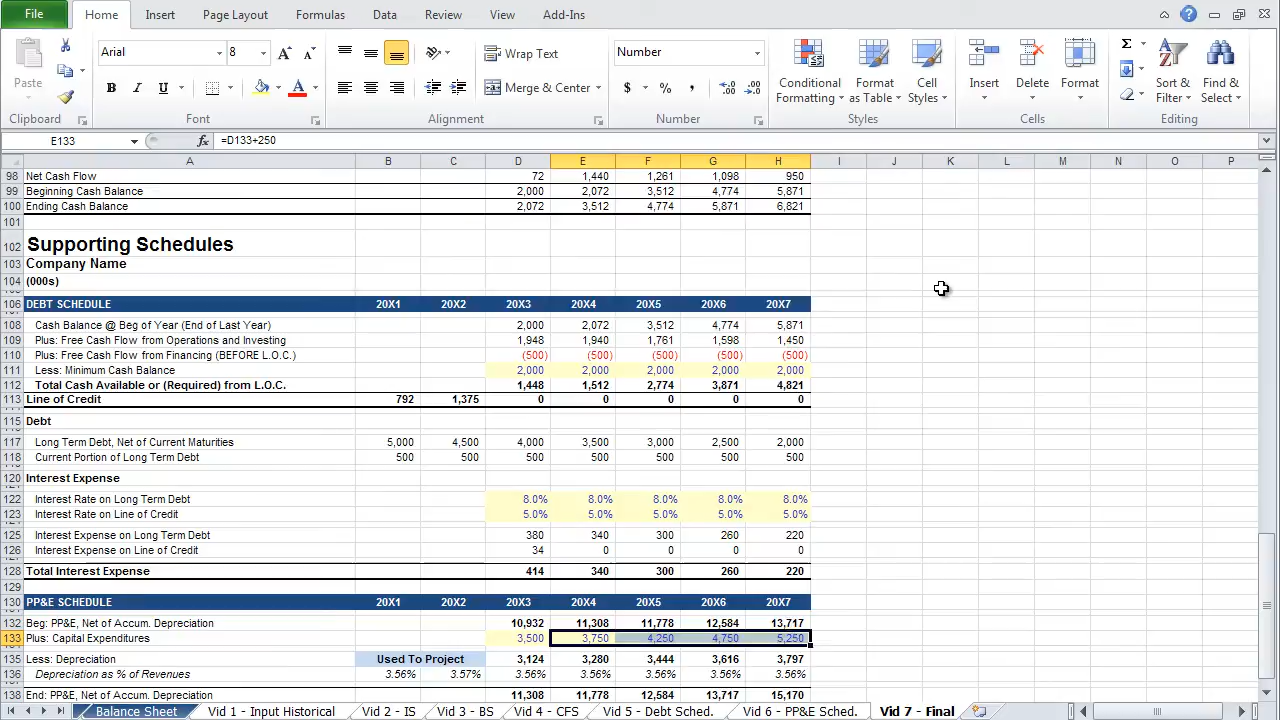 File Home Insert Page Layout Formulas Data Review View Add-Ins
Paste Arial 8 Wrap Text Number
B I U Merge & Center $ % , Conditional Formatting Format as Table Cell Styles Insert Delete Format Sort & Filter Find & Select
Clipboard Font Alignment Number Styles Cells Editing
E133 fx =D133+250
A B C D E F G H I J K L M N O P
98 Net Cash Flow 72 1,440 1,261 1,098 950
99 Beginning Cash Balance 2,000 2,072 3,512 4,774 5,871
100 Ending Cash Balance 2,072 3,512 4,774 5,871 6,821
101
102 Supporting Schedules
103 Company Name
104 (000s)
106 DEBT SCHEDULE 20X1 20X2 20X3 20X4 20X5 20X6 20X7
108 Cash Balance @ Beg of Year (End of Last Year) 2,000 2,072 3,512 4,774 5,871
109 Plus: Free Cash Flow from Operations and Investing 1,948 1,940 1,761 1,598 1,450
110 Plus: Free Cash Flow from Financing (BEFORE L.O.C.) (500) (500) (500) (500) (500)
111 Less: Minimum Cash Balance 2,000 2,000 2,000 2,000 2,000
112 Total Cash Available or (Required) from L.O.C. 1,448 1,512 2,774 3,871 4,821
113 Line of Credit 792 1,375 0 0 0 0 0
115 Debt
117 Long Term Debt, Net of Current Maturities 5,000 4,500 4,000 3,500 3,000 2,500 2,000
118 Current Portion of Long Term Debt 500 500 500 500 500 500 500
120 Interest Expense
122 Interest Rate on Long Term Debt 8.0% 8.0% 8.0% 8.0% 8.0%
123 Interest Rate on Line of Credit 5.0% 5.0% 5.0% 5.0% 5.0%
125 Interest Expense on Long Term Debt 380 340 300 260 220
126 Interest Expense on Line of Credit 34 0 0 0 0
128 Total Interest Expense 414 340 300 260 220
129
130 PP&E SCHEDULE 20X1 20X2 20X3 20X4 20X5 20X6 20X7
132 Beg: PP&E, Net of Accum. Depreciation 10,932 11,308 11,778 12,584 13,717
133 Plus: Capital Expenditures 3,500 3,750 4,250 4,750 5,250
135 Less: Depreciation Used To Project 3,124 3,280 3,444 3,616 3,797
136 Depreciation as % of Revenues 3.56% 3.57% 3.56% 3.56% 3.56% 3.56% 3.56%
138 End: PP&E, Net of Accum. Depreciation 11,308 11,778 12,584 13,717 15,170
Balance Sheet Vid 1 - Input Historical Vid 2 - IS Vid 3 - BS Vid 4 - CFS Vid 5 - Debt Sched. Vid 6 - PP&E Sched. Vid 7 - Final